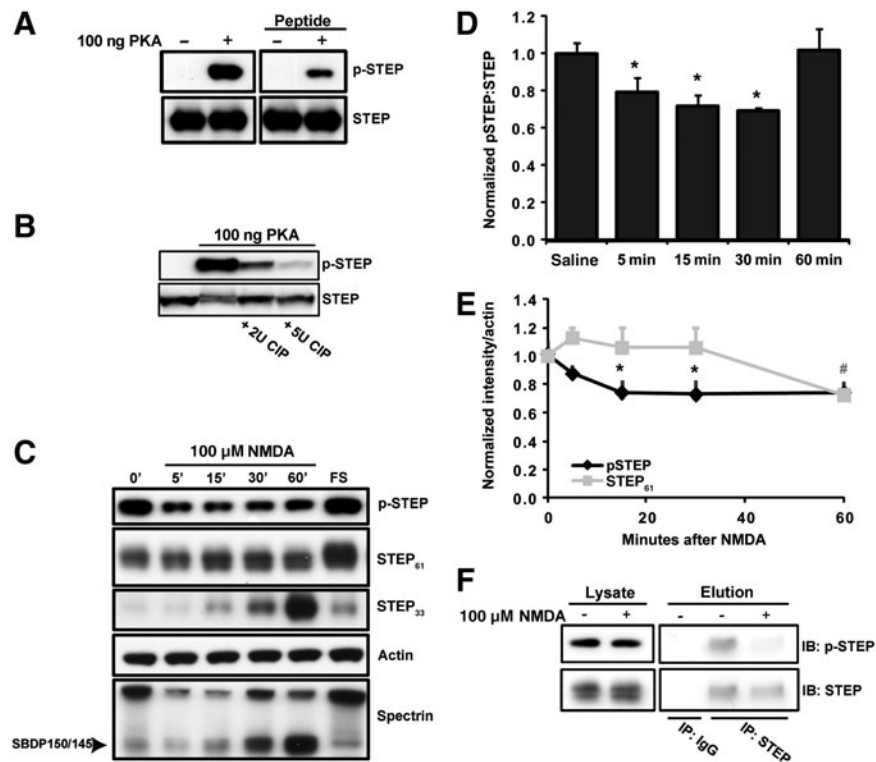 A
Peptide
100 ng PKA − + − +
p-STEP
STEP
B
100 ng PKA
p-STEP
STEP
+ 2U CIP
+ 5U CIP
C
100 µM NMDA
0' 5' 15' 30' 60' FS
p-STEP
STEP61
STEP33
Actin
Spectrin
SBDP150/145
D
Normalized pSTEP:STEP
1.2
1.0
0.8
0.6
0.4
0.2
0.0
* * *
Saline 5 min 15 min 30 min 60 min
E
Normalized intensity/actin
1.4
1.2
1.0
0.8
0.6
0.4
0.2
0.0
* * #
pSTEP
STEP61
0 20 40 60
Minutes after NMDA
F
Lysate Elution
100 µM NMDA - + - - +
IB: p-STEP
IB: STEP
IP: IgG
IP: STEP